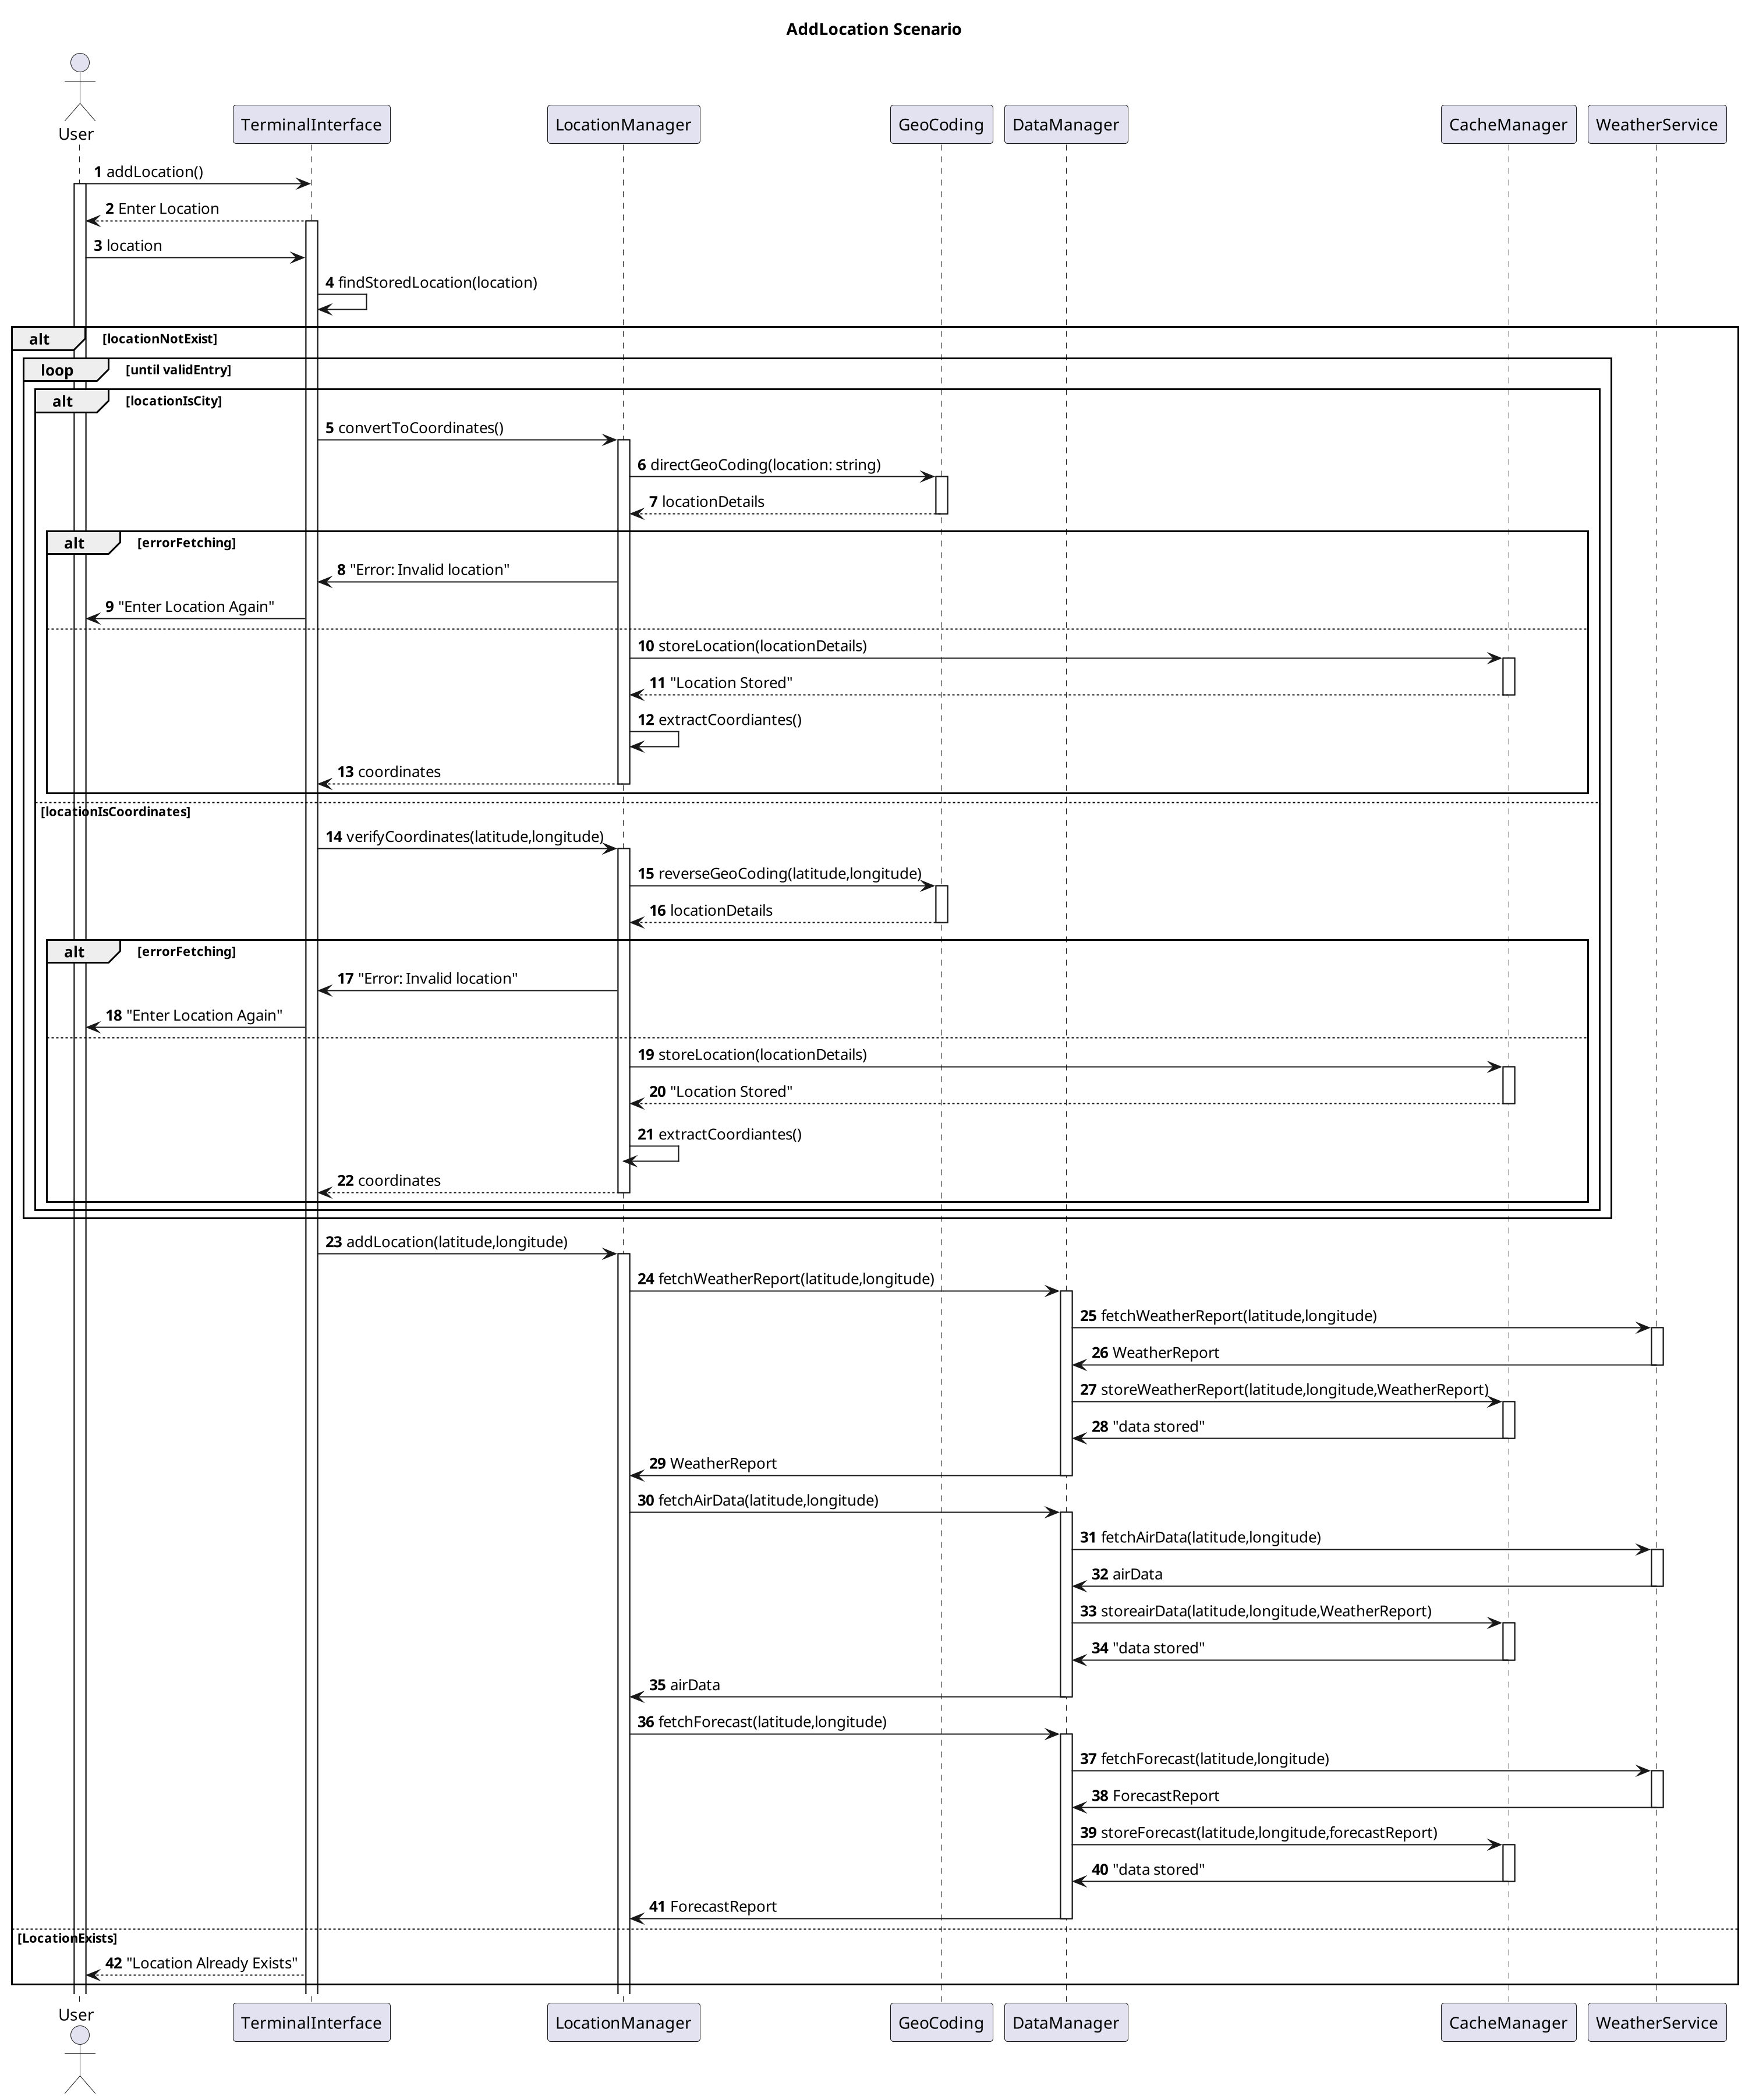 AddLocation Scenario
User
TerminalInterface
LocationManager
GeoCoding
DataManager
CacheManager
WeatherService
1 addLocation()
2 Enter Location
3 location
4 findStoredLocation(location)
alt [locationNotExist]
loop [until validEntry]
alt [locationIsCity]
5 convertToCoordinates()
6 directGeoCoding(location: string)
7 locationDetails
alt [errorFetching]
8 "Error: Invalid location"
9 "Enter Location Again"
10 storeLocation(locationDetails)
11 "Location Stored"
12 extractCoordiantes()
13 coordinates
[locationIsCoordinates]
14 verifyCoordinates(latitude,longitude)
15 reverseGeoCoding(latitude,longitude)
16 locationDetails
alt [errorFetching]
17 "Error: Invalid location"
18 "Enter Location Again"
19 storeLocation(locationDetails)
20 "Location Stored"
21 extractCoordiantes()
22 coordinates
23 addLocation(latitude,longitude)
24 fetchWeatherReport(latitude,longitude)
25 fetchWeatherReport(latitude,longitude)
26 WeatherReport
27 storeWeatherReport(latitude,longitude,WeatherReport)
28 "data stored"
29 WeatherReport
30 fetchAirData(latitude,longitude)
31 fetchAirData(latitude,longitude)
32 airData
33 storeairData(latitude,longitude,WeatherReport)
34 "data stored"
35 airData
36 fetchForecast(latitude,longitude)
37 fetchForecast(latitude,longitude)
38 ForecastReport
39 storeForecast(latitude,longitude,forecastReport)
40 "data stored"
41 ForecastReport
[LocationExists]
42 "Location Already Exists"
User
TerminalInterface
LocationManager
GeoCoding
DataManager
CacheManager
WeatherService